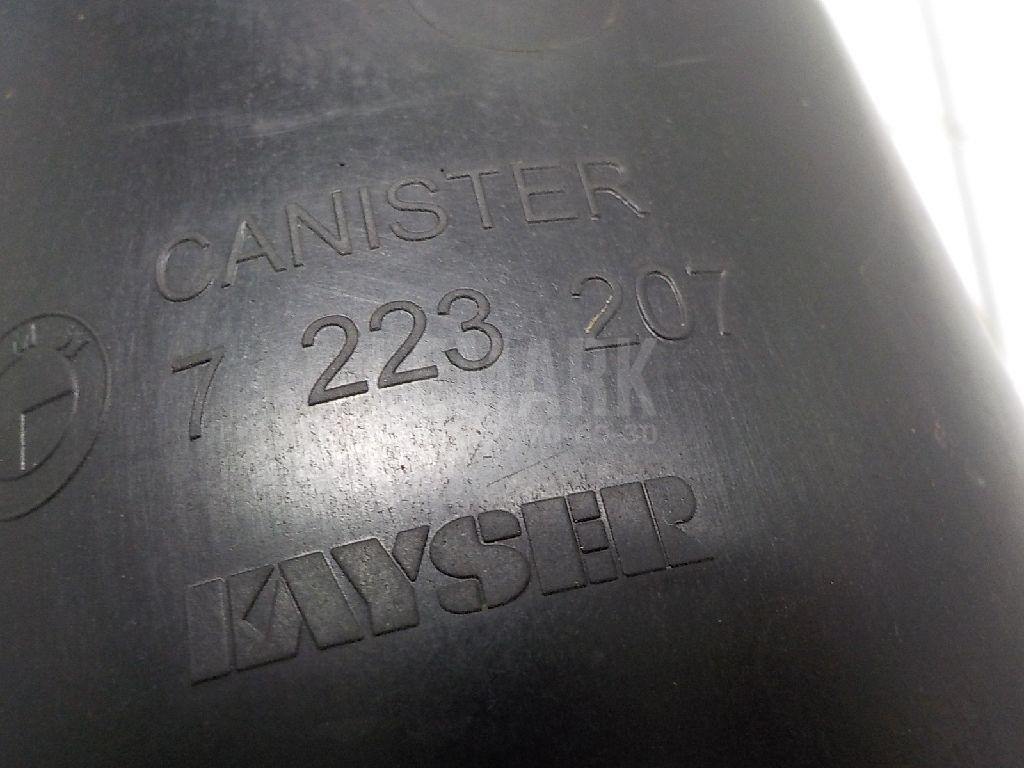 CANISTER
7 223 207
KAYSER